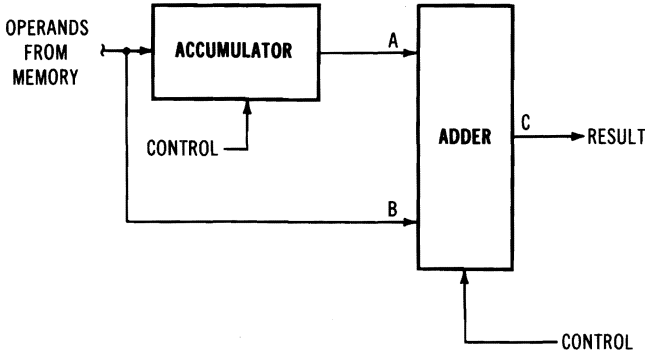 OPERANDS
FROM
MEMORY
ACCUMULATOR
A
CONTROL
B
ADDER
C
RESULT
CONTROL